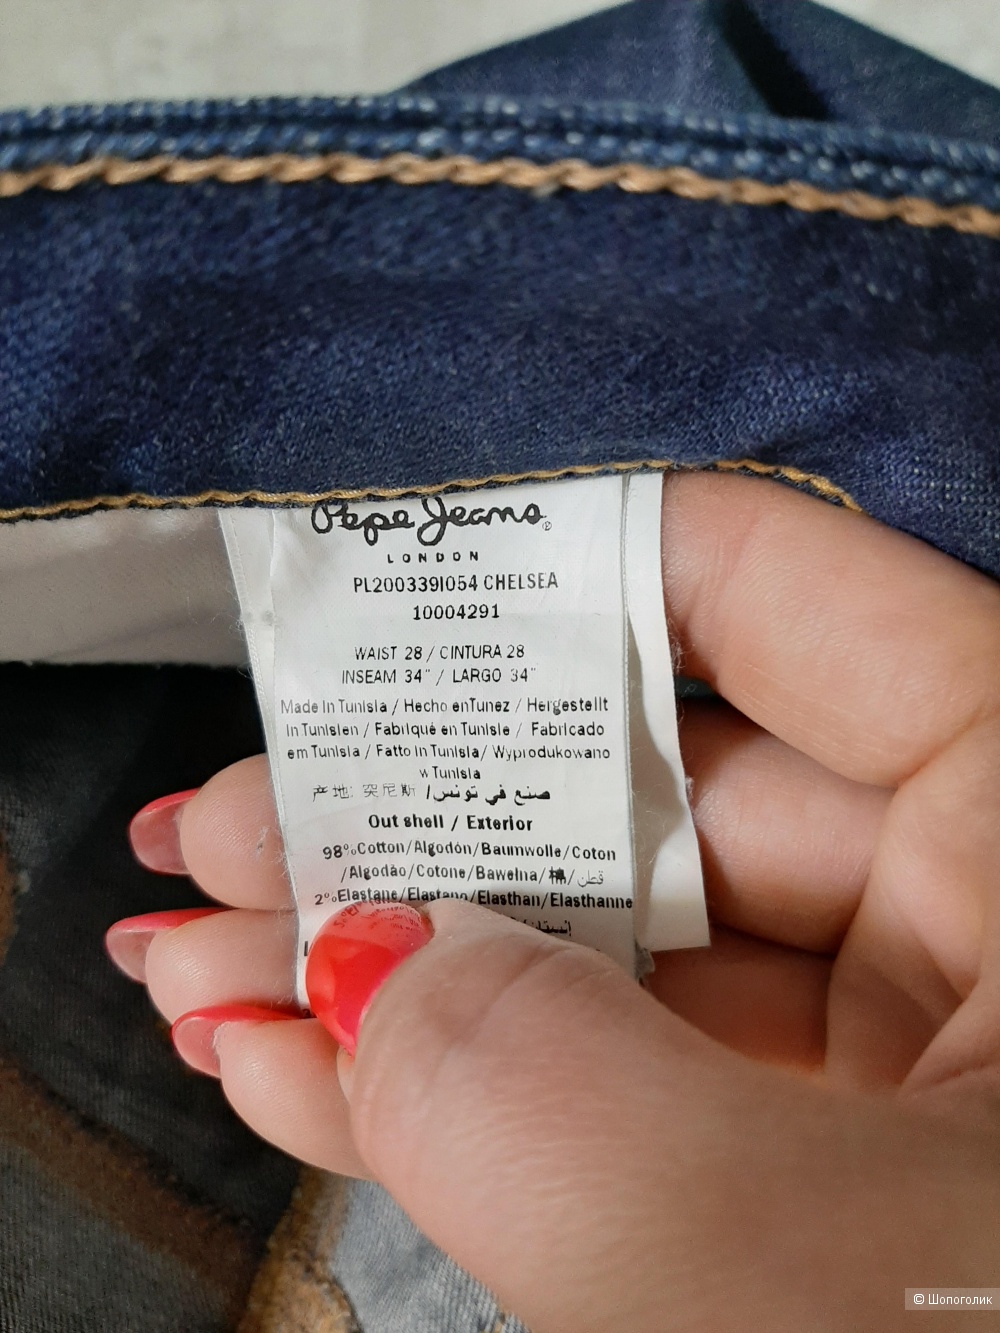 Pepe Jeans®
LONDON
PL200339I054 CHELSEA
10004291
WAIST 28 / CINTURA 28
INSEAM 34" / LARGO 34"
Made In Tunisia / Hecho enTunez / Hergestellt
In Tunisien / Fabriqué en Tunisie / Fabricado
em Tunisia / Fatto In Tunisia/ Wyprodukowano
w Tunisia
产地: 突尼斯 /صنع في تونس
Out shell / Exterior
98%Cotton/Algodón/Baumwolle/Coton
/Algodão/Cotone/Bawełna/棉/قطن
2%Elastane/Elastano/Elasthan/Elasthanne
© Шопоголик